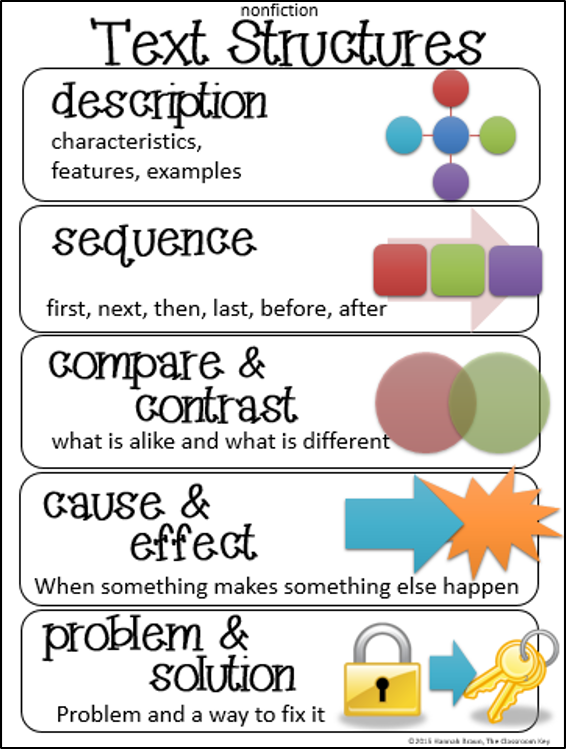 nonfiction
Text Structures
description
characteristics,
features, examples
sequence
first, next, then, last, before, after
compare &
contrast
what is alike and what is different
cause &
effect
When something makes something else happen
problem &
solution
Problem and a way to fix it
©2015 Hannah Braun, The Classroom Key